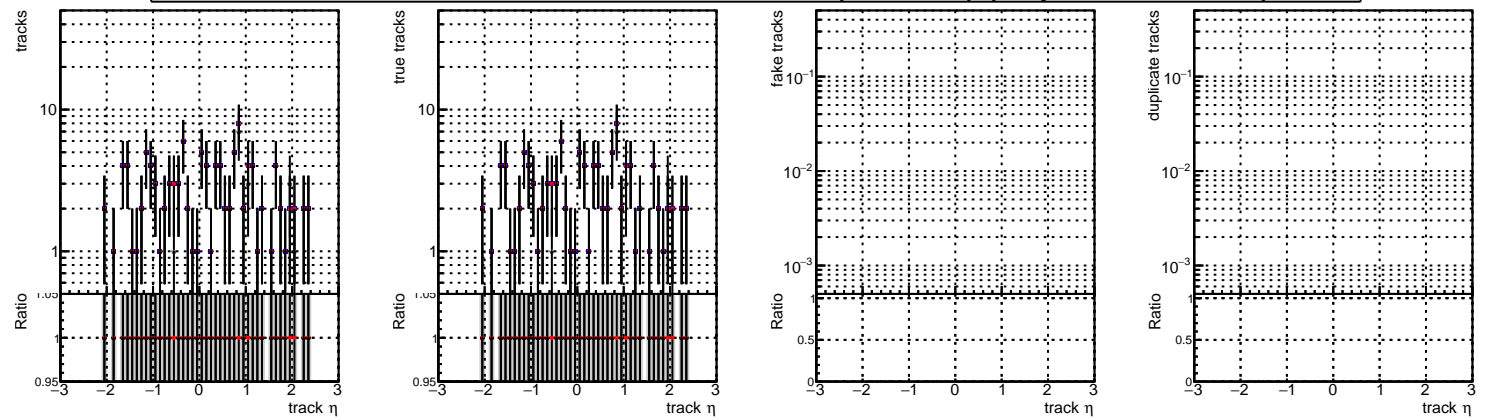 tracks
10
1
1.05
Ratio
1
0.95
−3 −2 −1 0 1 2 3
track η
true tracks
10
1
1.05
Ratio
1
0.95
−3 −2 −1 0 1 2 3
track η
fake tracks
10−1
10−2
10−3
1
Ratio
0.5
0
−3 −2 −1 0 1 2 3
track η
duplicate tracks
10−1
10−2
10−3
1
Ratio
0.5
0
−3 −2 −1 0 1 2 3
track η